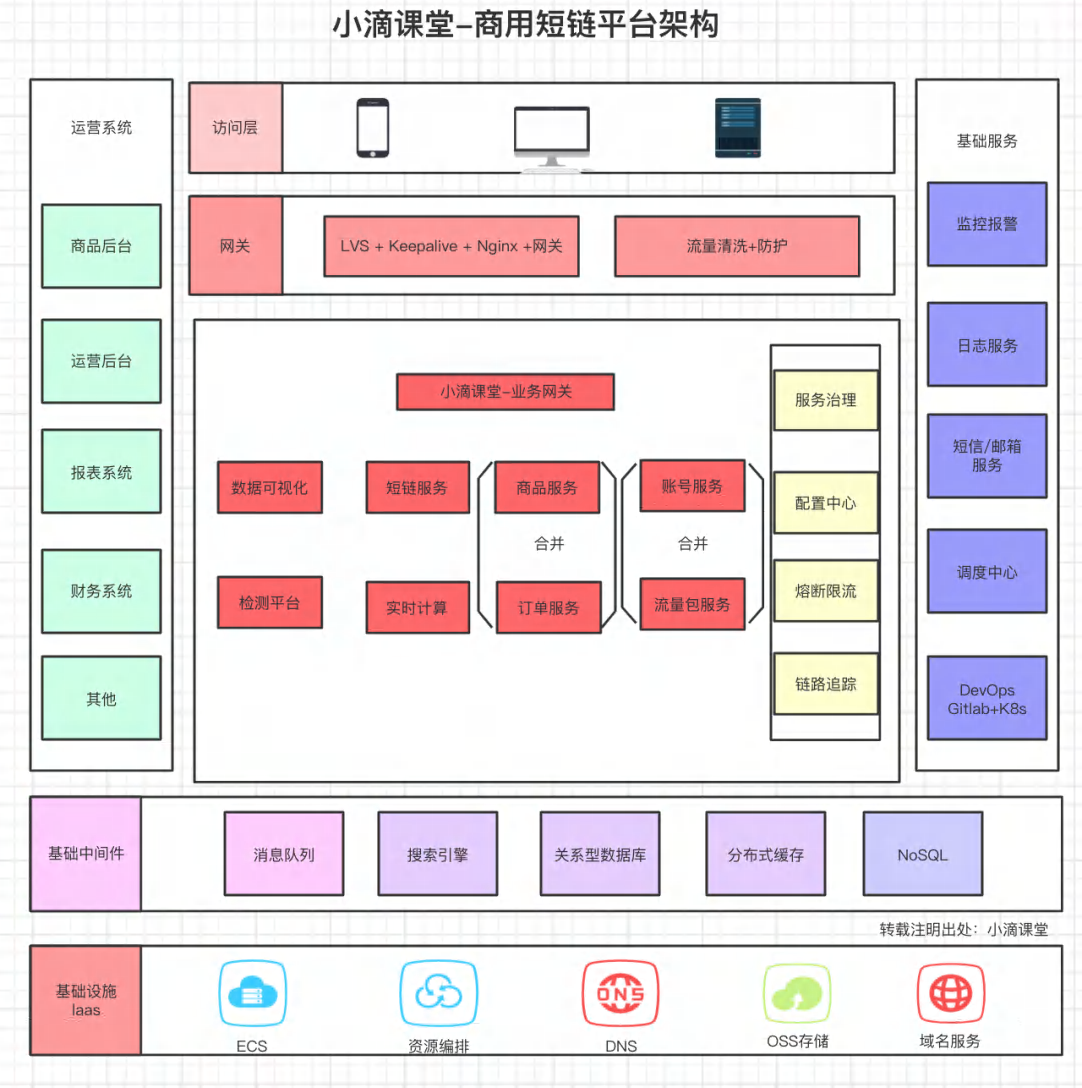 小滴课堂-商用短链平台架构
运营系统
商品后台
运营后台
报表系统
财务系统
其他
访问层
网关
LVS + Keepalive + Nginx +网关
流量清洗+防护
小滴课堂-业务网关
数据可视化
短链服务
商品服务
账号服务
合并
合并
检测平台
实时计算
订单服务
流量包服务
服务治理
配置中心
熔断限流
链路追踪
基础服务
监控报警
日志服务
短信/邮箱
服务
调度中心
DevOps
Gitlab+K8s
基础中间件
消息队列
搜索引擎
关系型数据库
分布式缓存
NoSQL
转载注明出处：小滴课堂
基础设施
Iaas
ECS
资源编排
DNS
DNS
OSS存储
域名服务